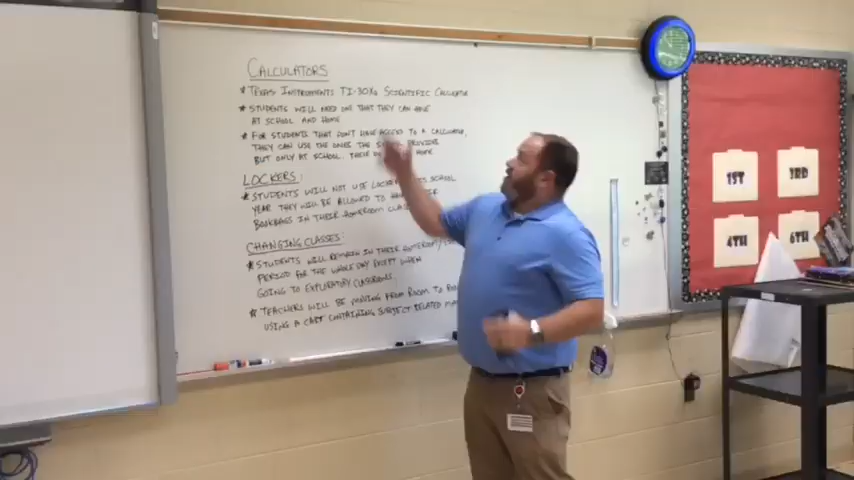 CALCULATORS
* TEXAS INSTRUMENTS TI-30Xa SCIENTIFIC CALCULATOR
* STUDENTS WILL NEED ONE THAT THEY CAN HAVE
AT SCHOOL AND HOME
* FOR STUDENTS THAT DON'T HAVE ACCESS TO A CALCULATOR,
THEY CAN USE THE ONES THE PROVIDE
BUT ONLY AT SCHOOL. HOME.
LOCKERS:
* STUDENTS WILL NOT USE SCHOOL
YEAR THEY WILL BE ALLOWED TO
BOOKBAGS IN THEIR HOMEROOM
CHANGING CLASSES:
* STUDENTS WILL REMAIN IN THEIR
PERIOD FOR THE WHOLE DAY EXCEPT WHEN
GOING TO EXPLORATORY CLASSROOMS.
* TEACHERS WILL BE MOVING FROM ROOM TO
USING A CART CONTAINING SUBJECT RELATED
1ST
3RD
4TH
6TH